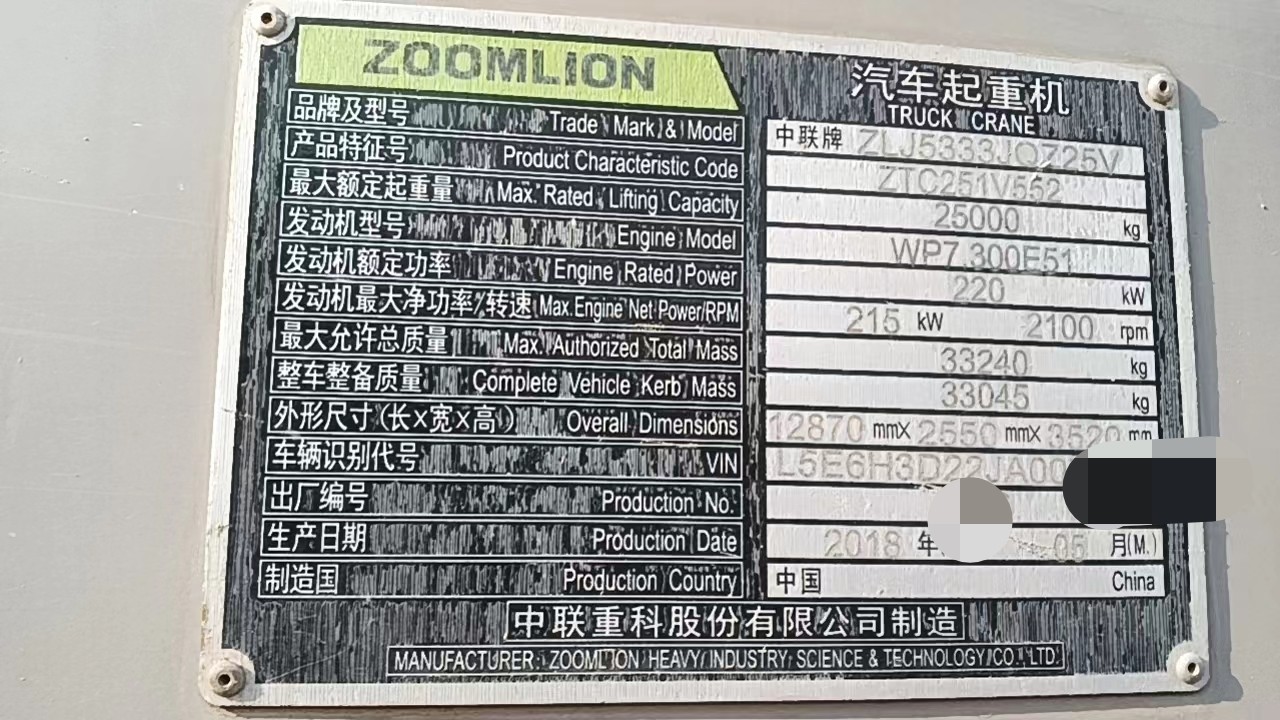 ZOOMLION
汽车起重机
TRUCK CRANE
品牌及型号 Trade Mark & Model 中联牌 ZLJ5333JQZ25V
产品特征号 Product Characteristic Code ZTC251V552
最大额定起重量 Max. Rated Lifting Capacity 25000 kg
发动机型号 Engine Model WP7.300E51
发动机额定功率 Engine Rated Power 220 kW
发动机最大净功率/转速 Max. Engine Net Power/RPM 215 kW 2100 rpm
最大允许总质量 Max. Authorized Total Mass 33240 kg
整车整备质量 Complete Vehicle Kerb Mass 33045 kg
外形尺寸(长X宽X高) Overall Dimensions 12870 mmX 2550 mmX 3520 mm
车辆识别代号 VIN L5E6H3D22JA00
出厂编号 Production No.
生产日期 Production Date 2018 年 05 月(M.)
制造国 Production Country 中国 China
中联重科股份有限公司制造
MANUFACTURER: ZOOMLION HEAVY INDUSTRY SCIENCE & TECHNOLOGY CO., LTD.